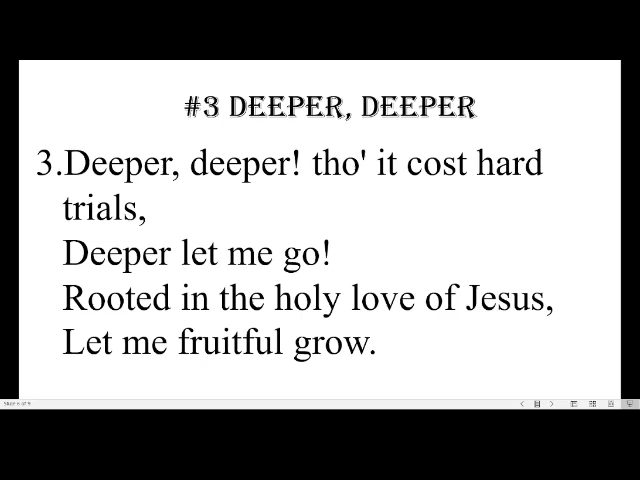 #3 DEEPER, DEEPER
3.Deeper, deeper! tho' it cost hard
trials,
Deeper let me go!
Rooted in the holy love of Jesus,
Let me fruitful grow.